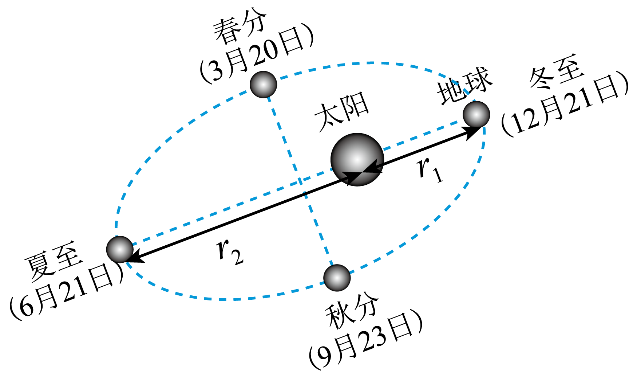 春分
(3月20日)
太阳
地球
冬至
(12月21日)
r1
r2
夏至
(6月21日)
秋分
(9月23日)